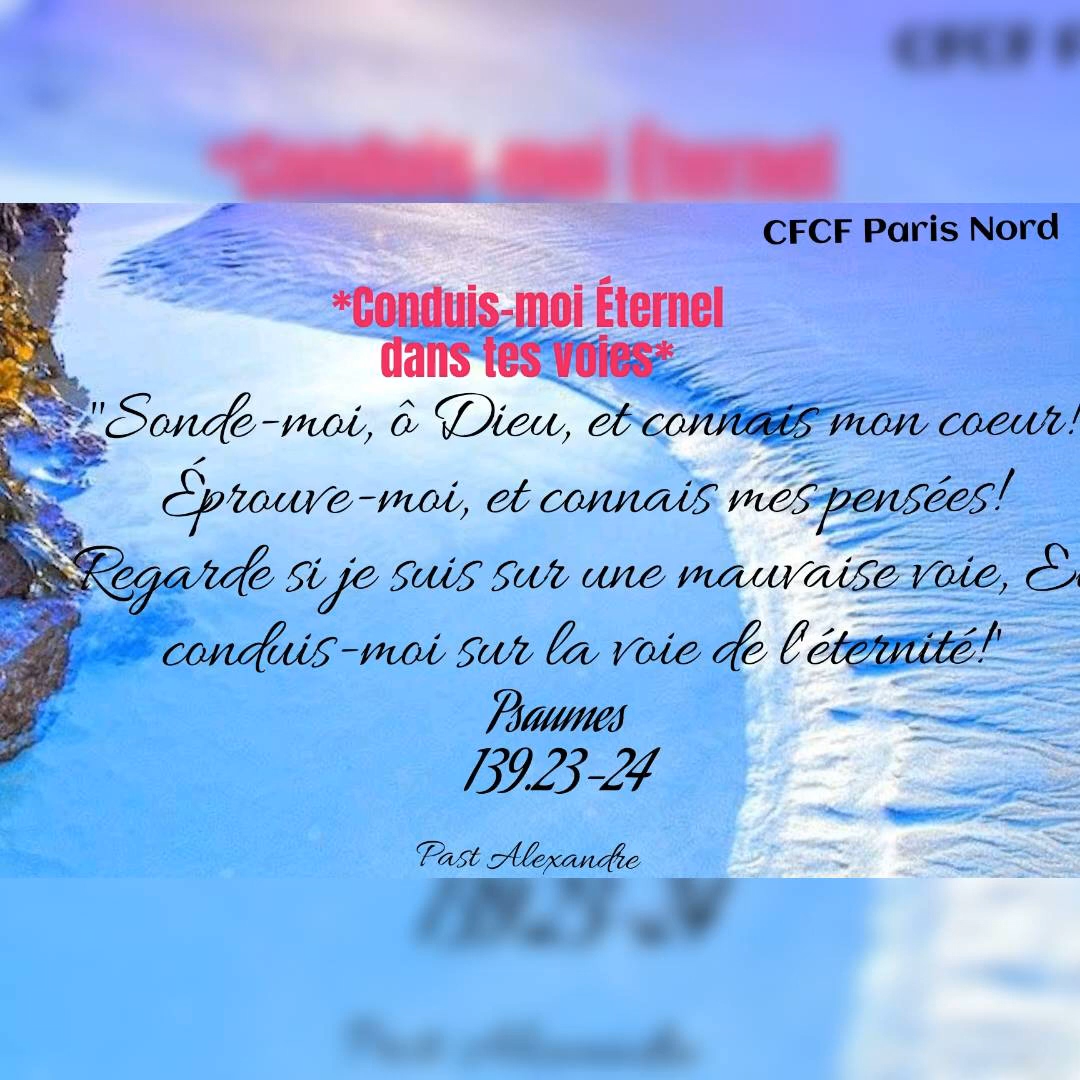 CFCF Paris Nord
*Conduis-moi Éternel
dans tes voies*
"Sonde-moi, ô Dieu, et connais mon coeur!
Éprouve-moi, et connais mes pensées!
Regarde si je suis sur une mauvaise voie,
conduis-moi sur la voie de l'éternité!"
Psaumes
139.23-24
Past Alexandre